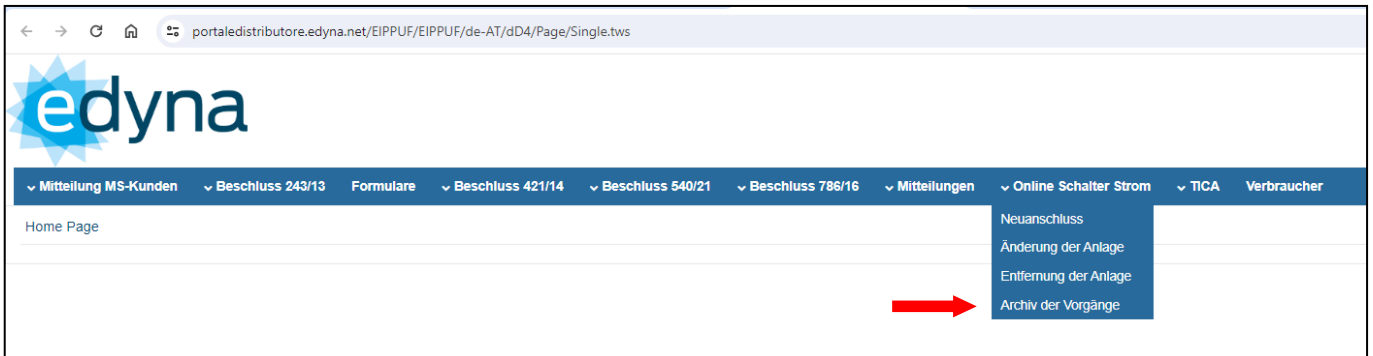 portaledistributore.edyna.net/EIPPUF/EIPPUF/de-AT/dD4/Page/Single.tws
edyna
Mitteilung MS-Kunden Beschluss 243/13 Formulare Beschluss 421/14 Beschluss 540/21 Beschluss 786/16 Mitteilungen Online Schalter Strom TICA Verbraucher
Home Page
Neuanschluss
Änderung der Anlage
Entfernung der Anlage
Archiv der Vorgänge